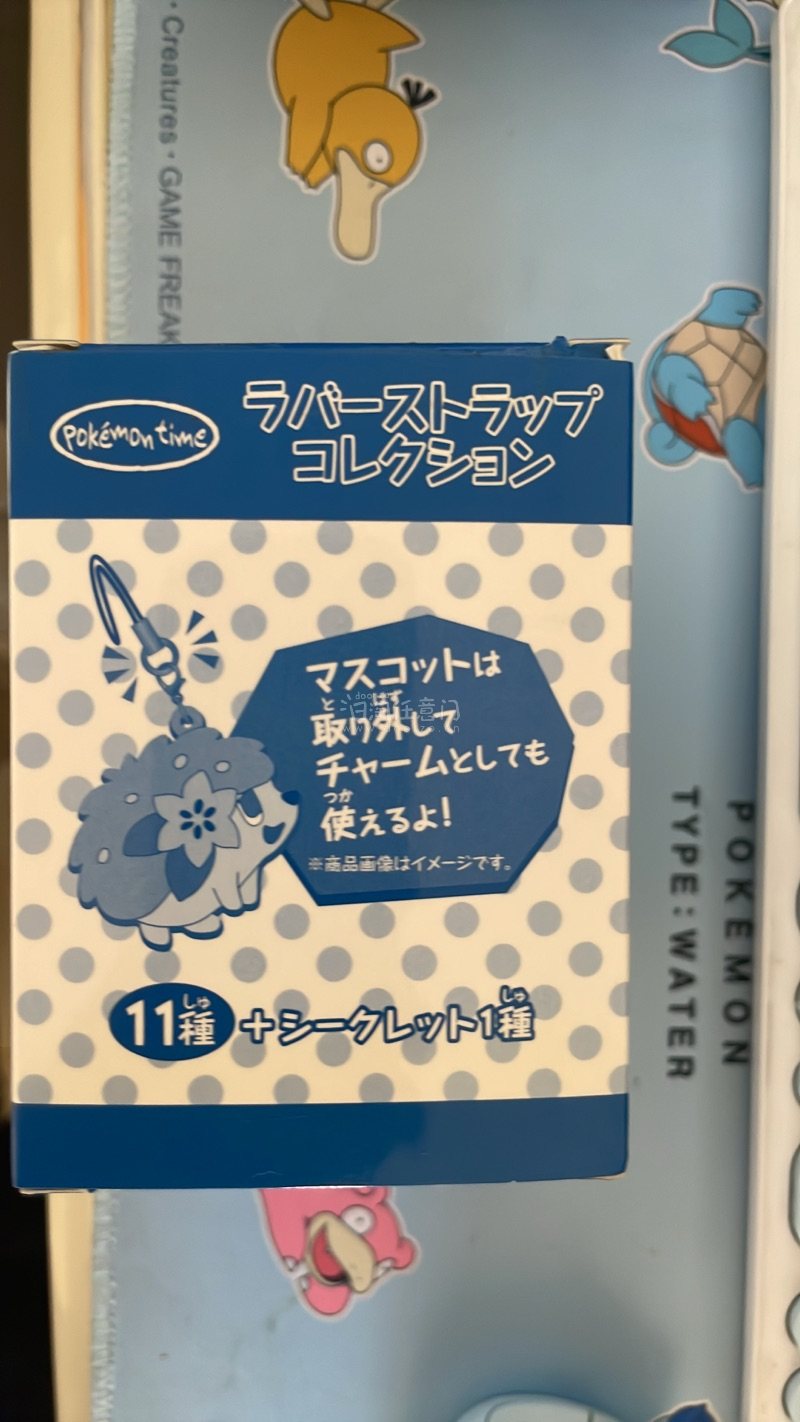 ・Creatures・GAME FREAK
pokémon time
ラバーストラップ
コレクション
マスコットは
取り外して
チャームとしても
使えるよ!
※商品画像はイメージです。
11種+シークレット1種
POKEMON
TYPE:WATER